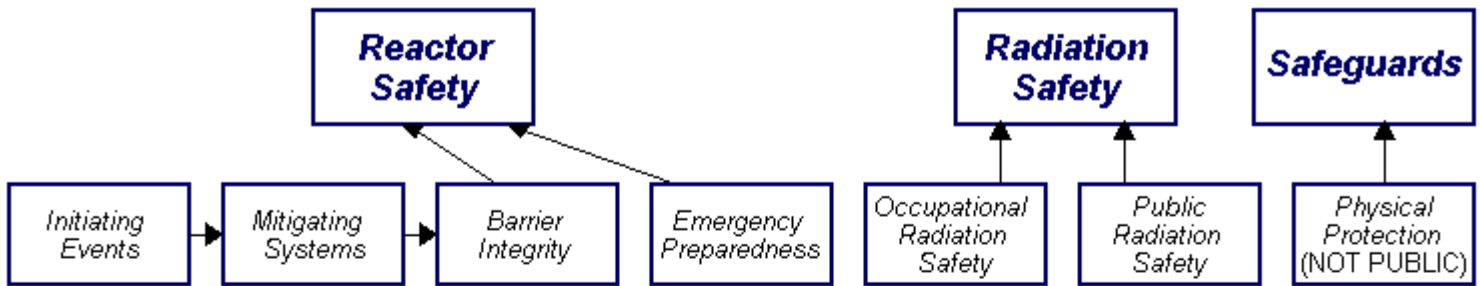 Reactor
Safety
Radiation
Safety
Safeguards
Initiating
Events
Mitigating
Systems
Barrier
Integrity
Emergency
Preparedness
Occupational
Radiation
Safety
Public
Radiation
Safety
Physical
Protection
(NOT PUBLIC)